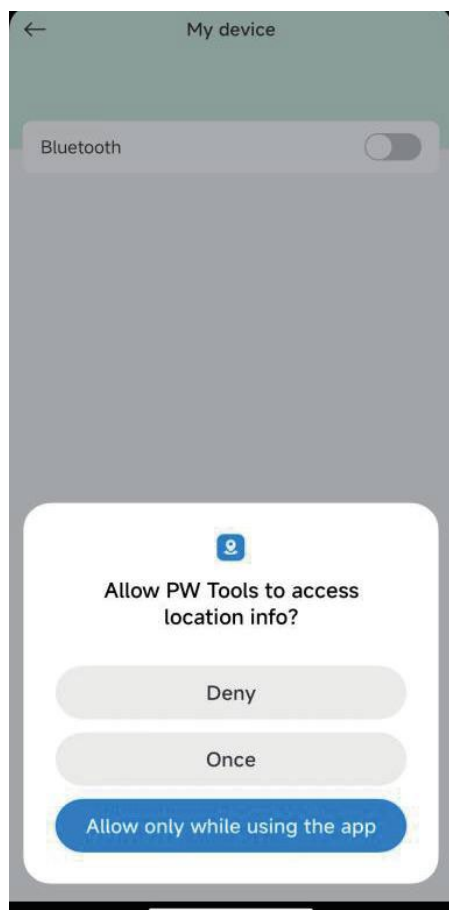 My device
Bluetooth
Allow PW Tools to access
location info?
Deny
Once
Allow only while using the app